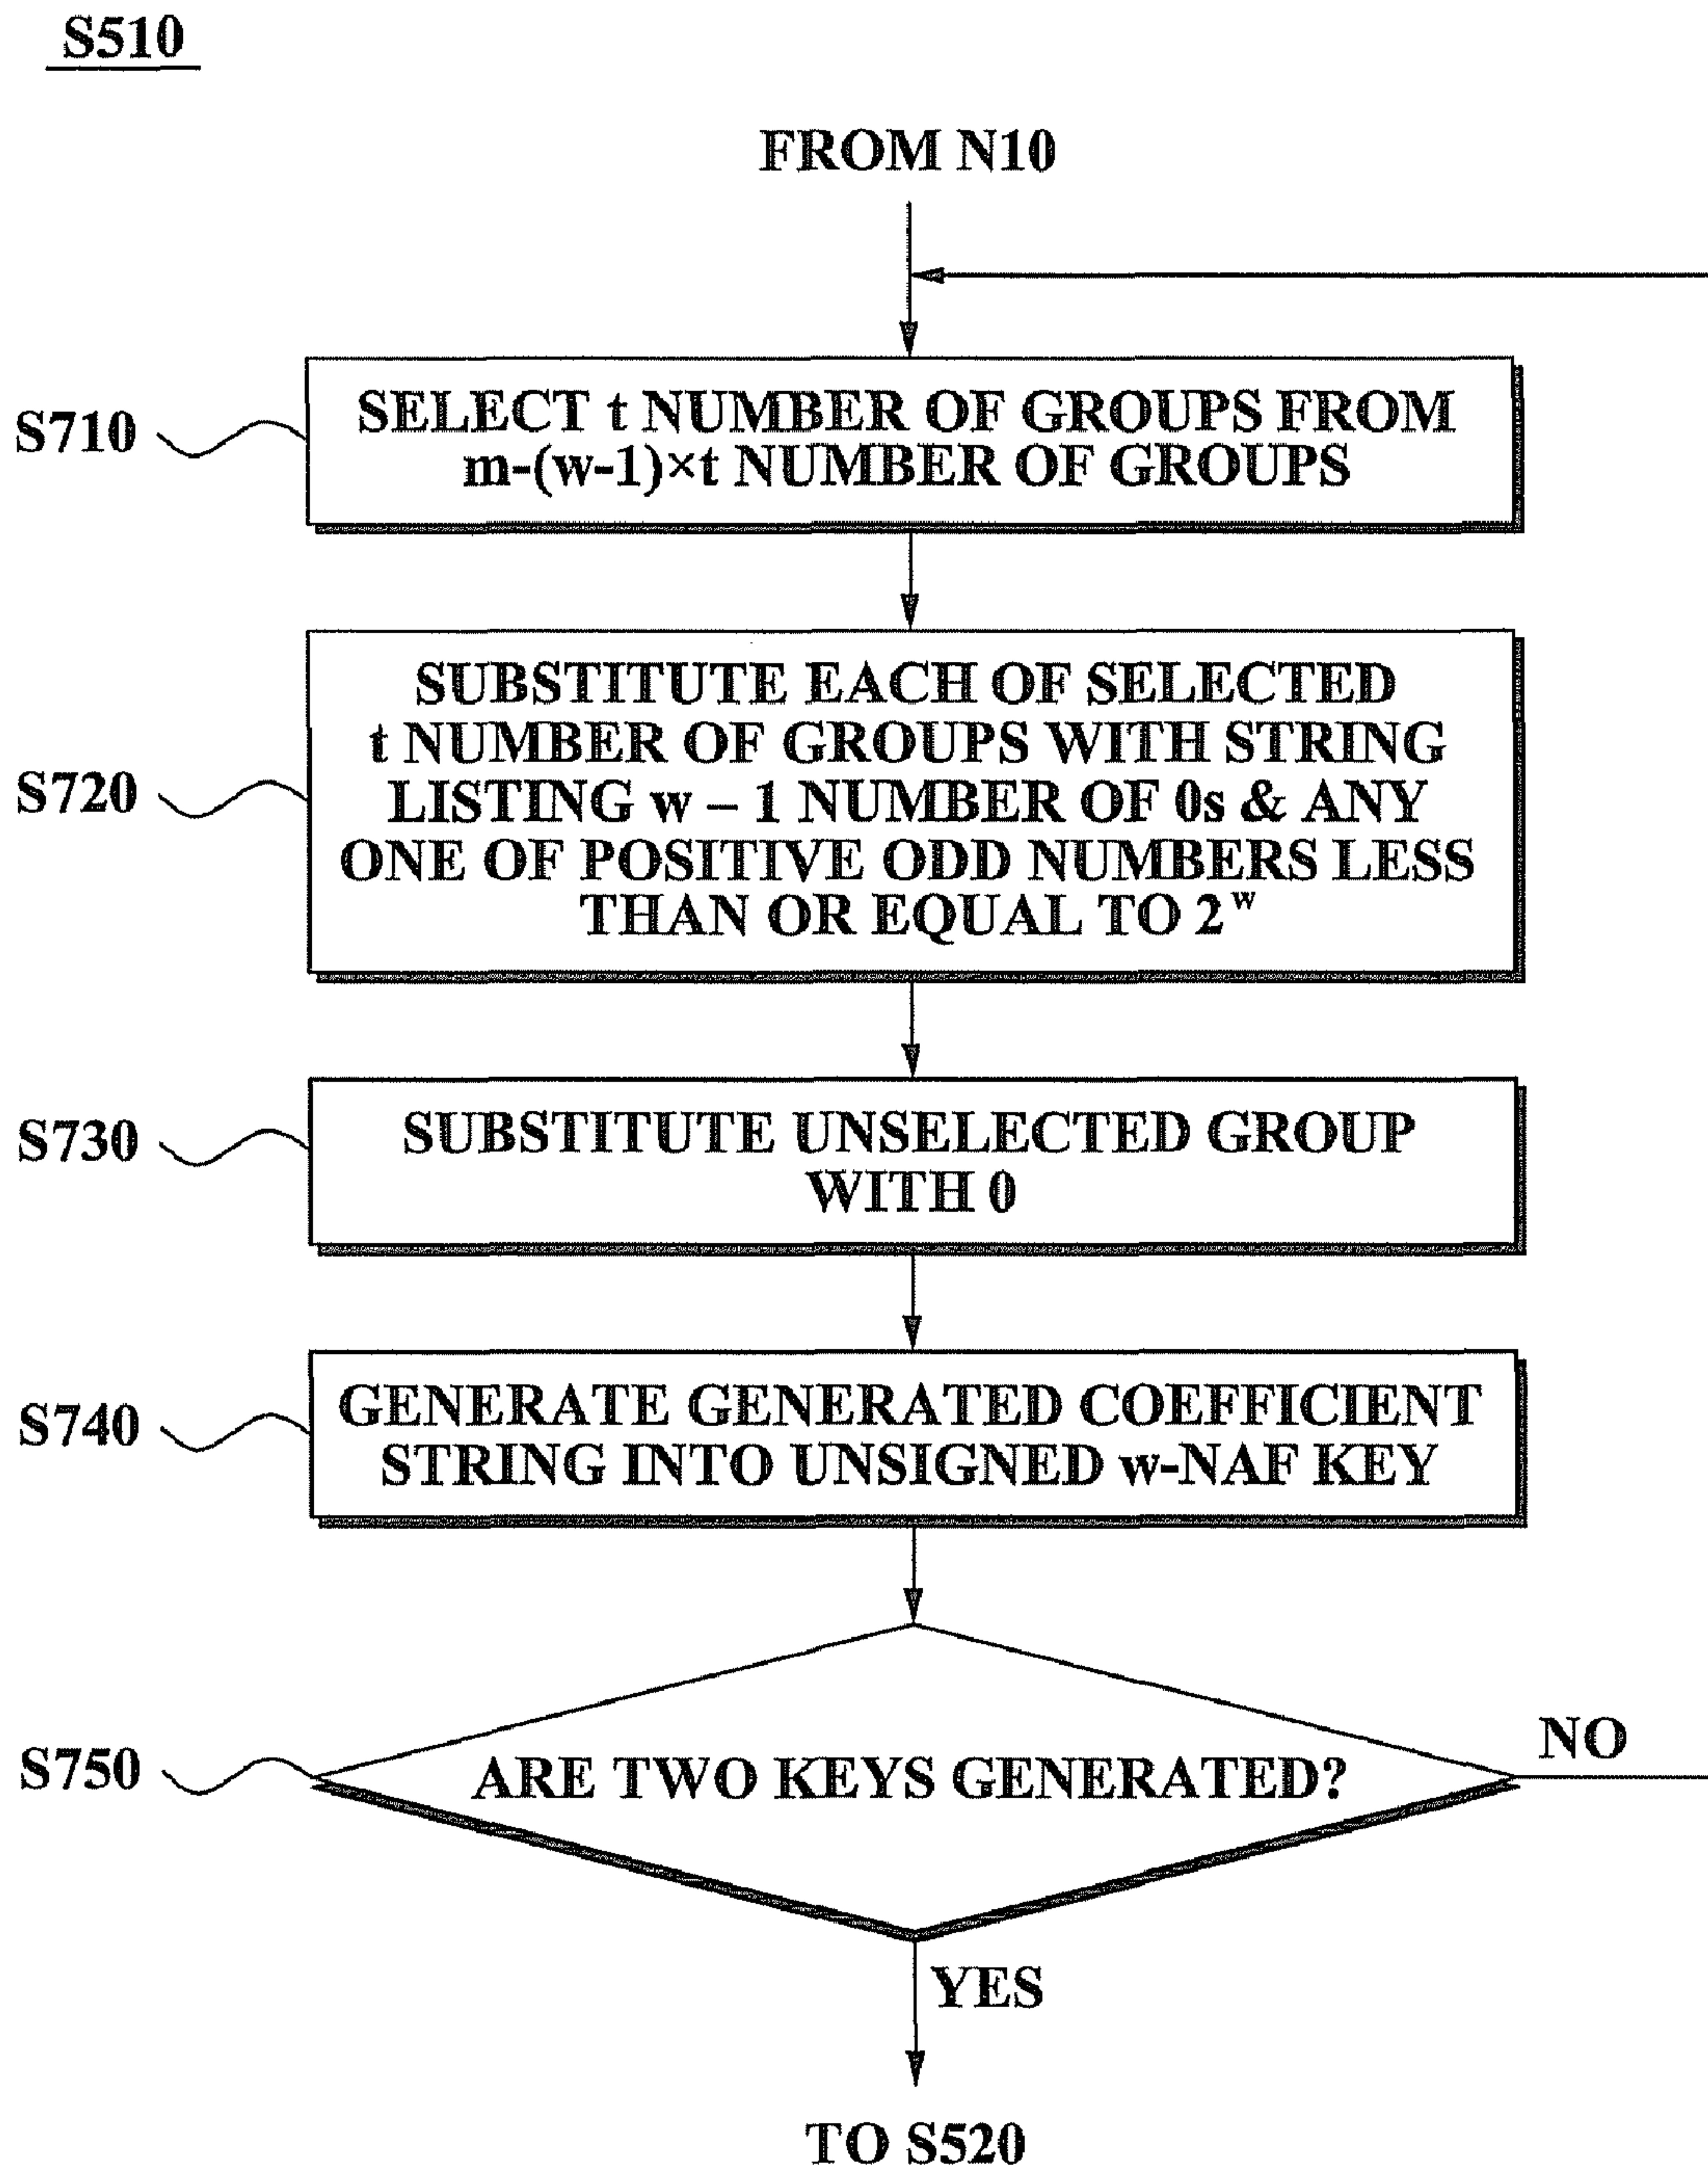 S510
FROM N10
S710
SELECT t NUMBER OF GROUPS FROM
m-(w-1)×t NUMBER OF GROUPS
S720
SUBSTITUTE EACH OF SELECTED
t NUMBER OF GROUPS WITH STRING
LISTING w – 1 NUMBER OF 0s & ANY
ONE OF POSITIVE ODD NUMBERS LESS
THAN OR EQUAL TO 2^w
S730
SUBSTITUTE UNSELECTED GROUP
WITH 0
S740
GENERATE GENERATED COEFFICIENT
STRING INTO UNSIGNED w-NAF KEY
S750
ARE TWO KEYS GENERATED?
NO
YES
TO S520